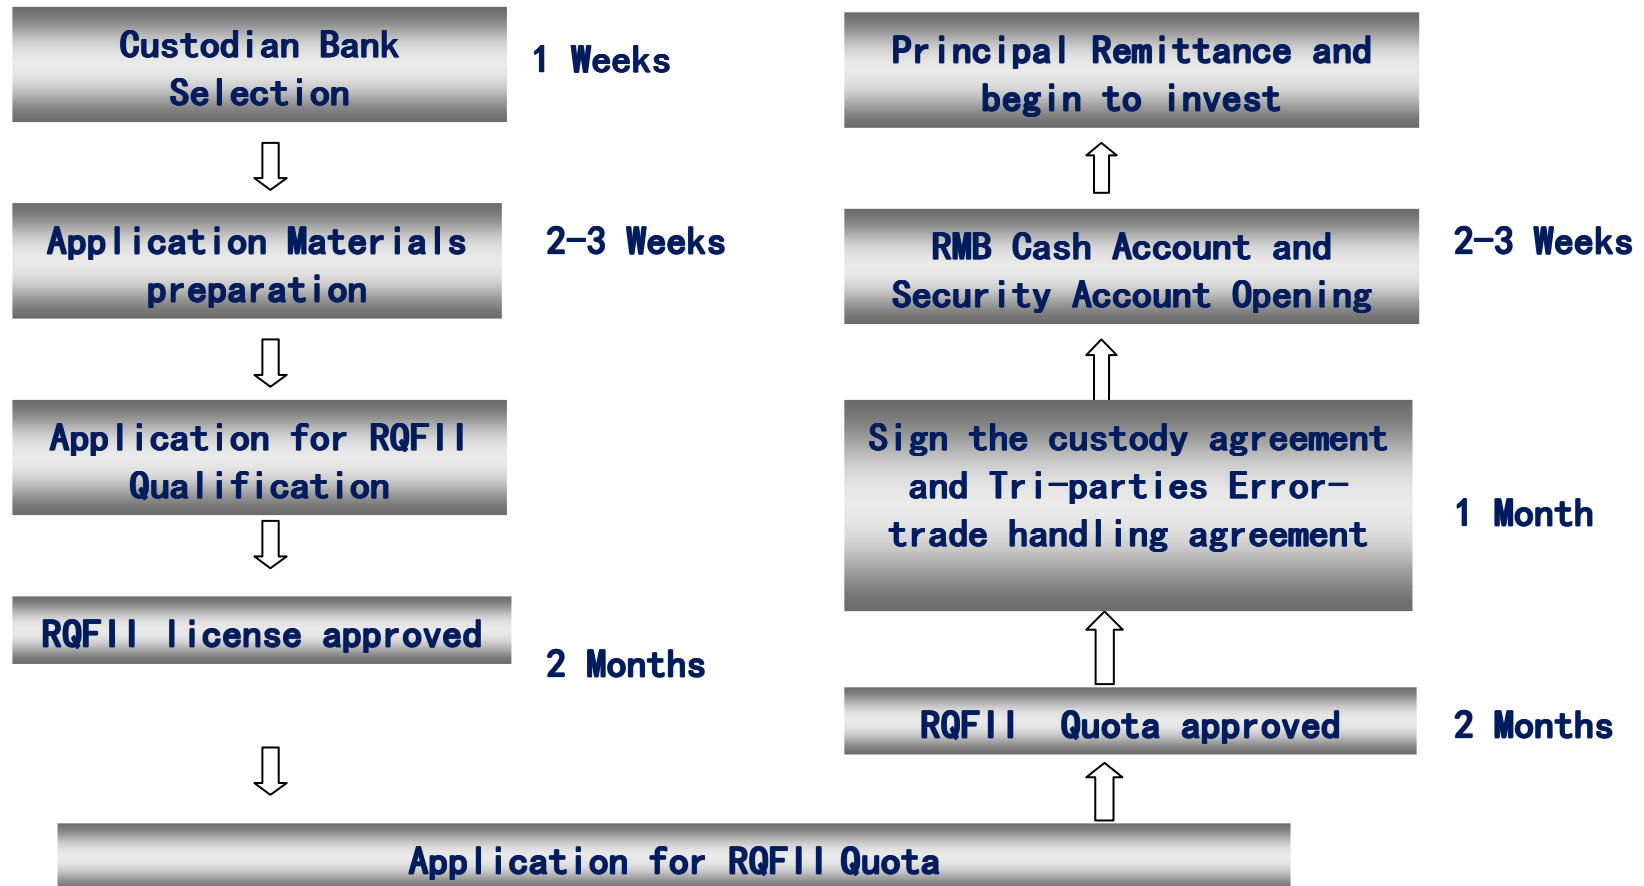 Custodian Bank
Selection
1 Weeks
Application Materials
preparation
2-3 Weeks
Application for RQFII
Qualification
RQFII license approved
2 Months
Application for RQFII Quota
RQFII Quota approved
2 Months
Sign the custody agreement
and Tri-parties Error-
trade handling agreement
1 Month
RMB Cash Account and
Security Account Opening
2-3 Weeks
Principal Remittance and
begin to invest